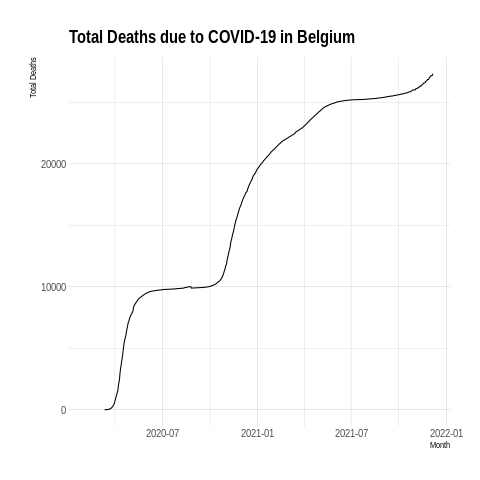 Total Deaths due to COVID-19 in Belgium
Total Deaths
20000
10000
0
2020-07 2021-01 2021-07 2022-01
Month